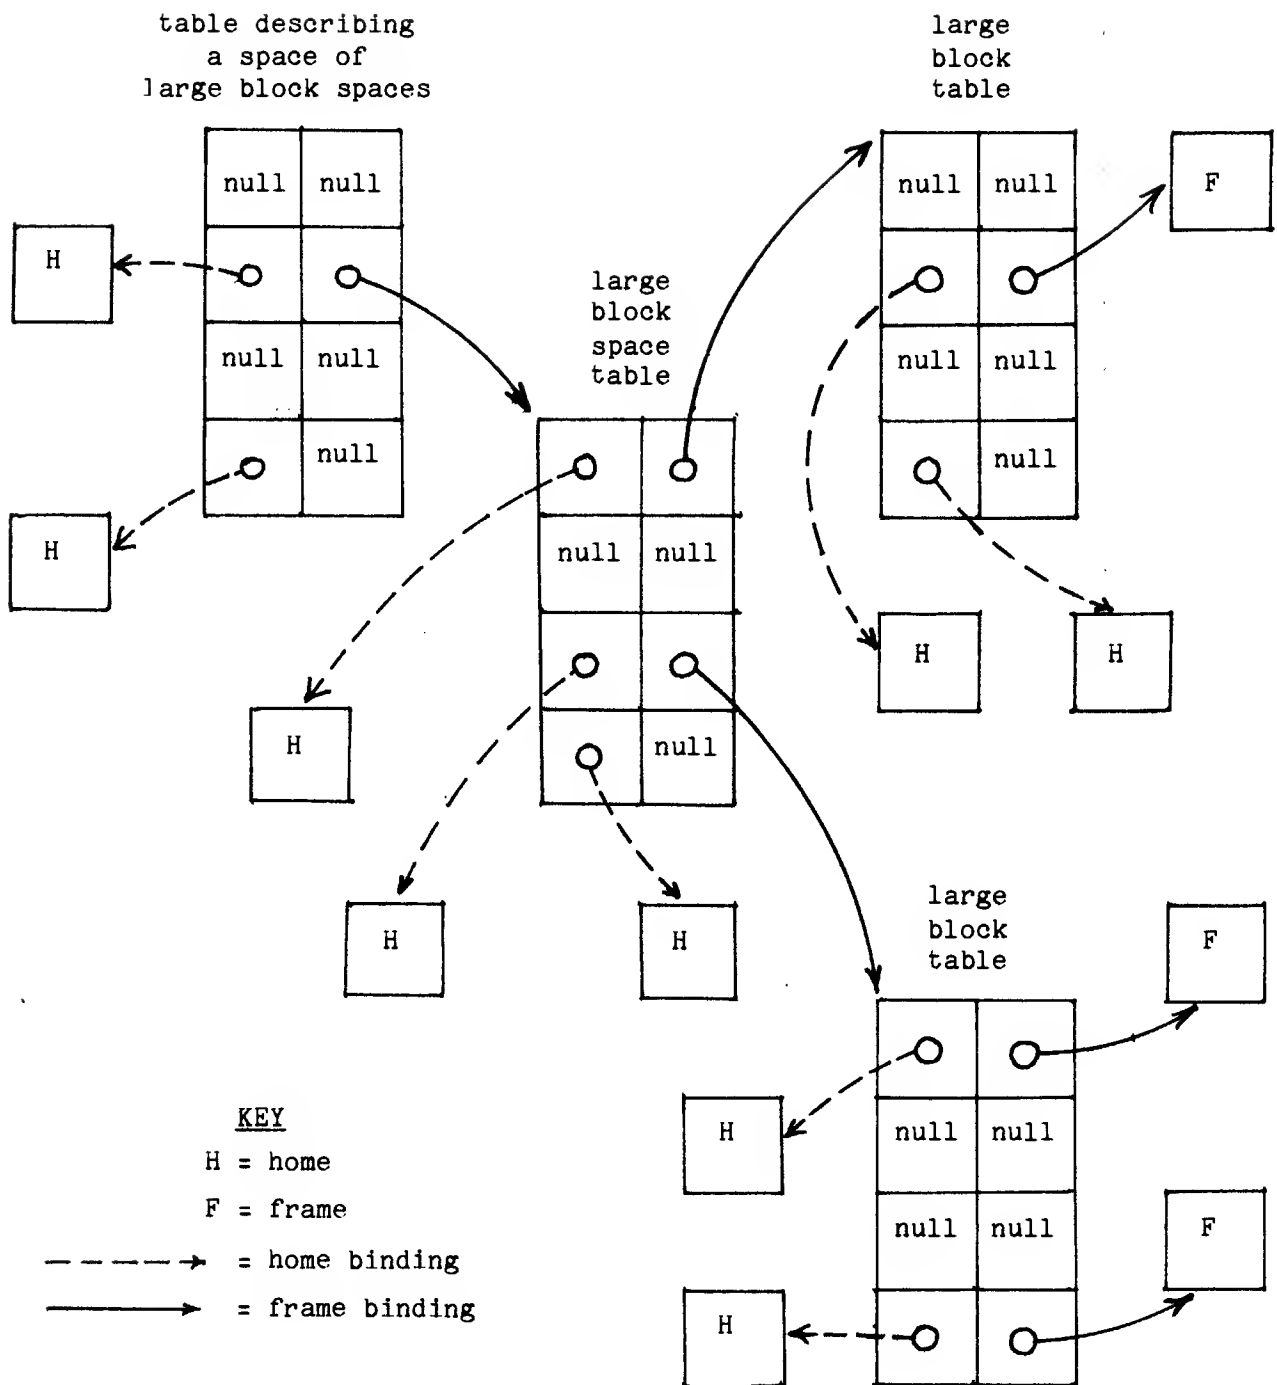 table describing
a space of
large block spaces
null null
H
null null
H
null
large
block
space
table
null null
null
H
H
H
large
block
table
null null
F
null null
null
H
H
large
block
table
F
H
null null
null null
F
H
KEY
H = home
F = frame
= home binding
= frame binding